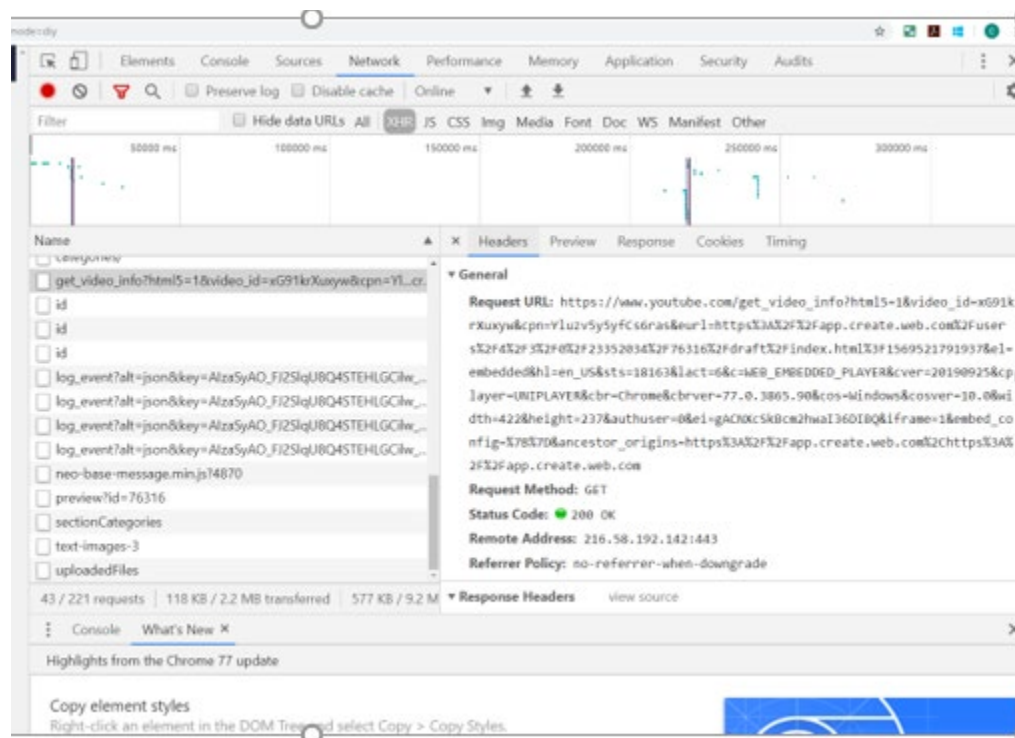 mode=diy
Elements Console Sources Network Performance Memory Application Security Audits
Preserve log Disable cache Online
Filter Hide data URLs All XHR JS CSS Img Media Font Doc WS Manifest Other
50000 ms 100000 ms 150000 ms 200000 ms 250000 ms 300000 ms
Name
categories/
get_video_info?html5=1&video_id=xG91krXuxyw&cpn=Yl...cr.
id
id
id
log_event?alt=json&key=AIzaSyAO_FJ2SlqU8Q4STEHLGCilw_...
log_event?alt=json&key=AIzaSyAO_FJ2SlqU8Q4STEHLGCilw_...
log_event?alt=json&key=AIzaSyAO_FJ2SlqU8Q4STEHLGCilw_...
log_event?alt=json&key=AIzaSyAO_FJ2SlqU8Q4STEHLGCilw_...
neo-base-message.min.js?4870
preview?id=76316
sectionCategories
text-images-3
uploadedFiles
43 / 221 requests 118 KB / 2.2 MB transferred 577 KB / 9.2 M
× Headers Preview Response Cookies Timing
General
Request URL: https://www.youtube.com/get_video_info?html5=1&video_id=xG91k
rXuxyw&cpn=Yluzv5y5yfCs6ras&eurl=https%3A%2F%2Fapp.create.web.com%2Fuser
s%2F4%2F3%2F0%2F23352034%2F76316%2Fdraft%2Findex.html%3F1569521791937&el=
embedded&hl=en_US&sts=18163&lact=6&c=WEB_EMBEDDED_PLAYER&cver=20190925&cp
layer=UNIPLAYER&cbr=Chrome&cbrver=77.0.3865.90&cos=Windows&cosver=10.0&wi
dth=422&height=237&authuser=0&ei=gACNXcSkBcm2hwaI36DIBQ&iframe=1&embed_co
nfig=%7B%7D&ancestor_origins=https%3A%2F%2Fapp.create.web.com%2Chttps%3A%
2F%2Fapp.create.web.com
Request Method: GET
Status Code: 200 OK
Remote Address: 216.58.192.142:443
Referrer Policy: no-referrer-when-downgrade
Response Headers view source
Console What's New ×
Highlights from the Chrome 77 update
Copy element styles
Right-click an element in the DOM Tree and select Copy > Copy Styles.